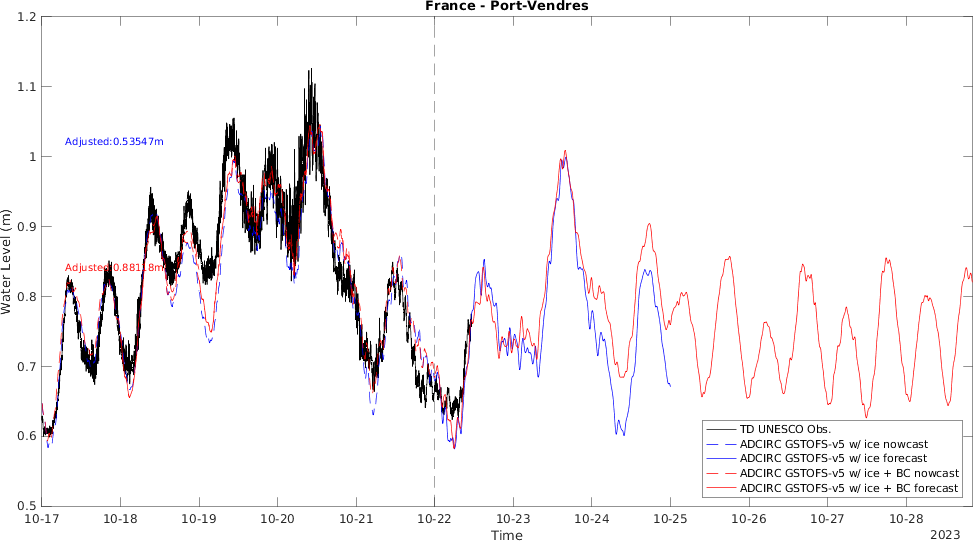 France - Port-Vendres
1.2
1.1
1
0.9
0.8
0.7
0.6
0.5
Water Level (m)
Adjusted:0.53547m
Adjusted:0.88118m
TD UNESCO Obs.
ADCIRC GSTOFS-v5 w/ ice nowcast
ADCIRC GSTOFS-v5 w/ ice forecast
ADCIRC GSTOFS-v5 w/ ice + BC nowcast
ADCIRC GSTOFS-v5 w/ ice + BC forecast
10-17 10-18 10-19 10-20 10-21 10-22 10-23 10-24 10-25 10-26 10-27 10-28
Time
2023